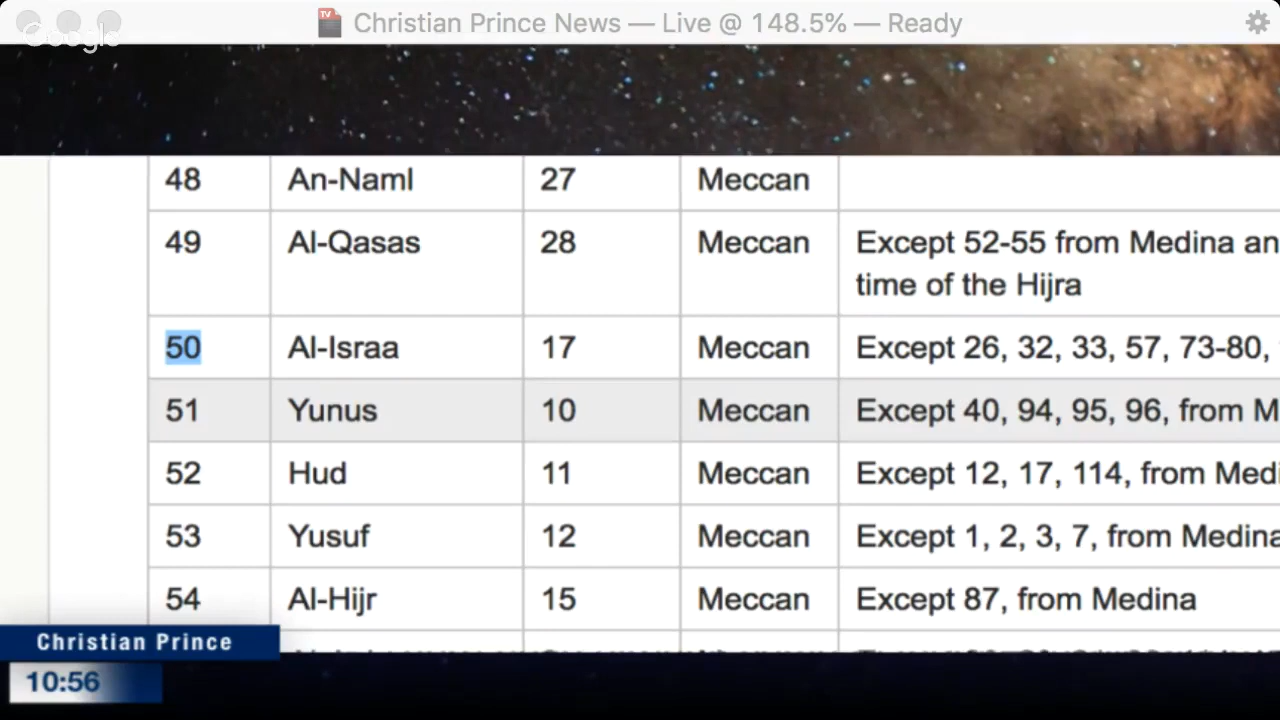 Christian Prince News — Live @ 148.5% — Ready
Google
48 An-Naml 27 Meccan
49 Al-Qasas 28 Meccan Except 52-55 from Medina an
time of the Hijra
50 Al-Israa 17 Meccan Except 26, 32, 33, 57, 73-80,
51 Yunus 10 Meccan Except 40, 94, 95, 96, from M
52 Hud 11 Meccan Except 12, 17, 114, from Medi
53 Yusuf 12 Meccan Except 1, 2, 3, 7, from Medina
54 Al-Hijr 15 Meccan Except 87, from Medina
Christian Prince
10:56